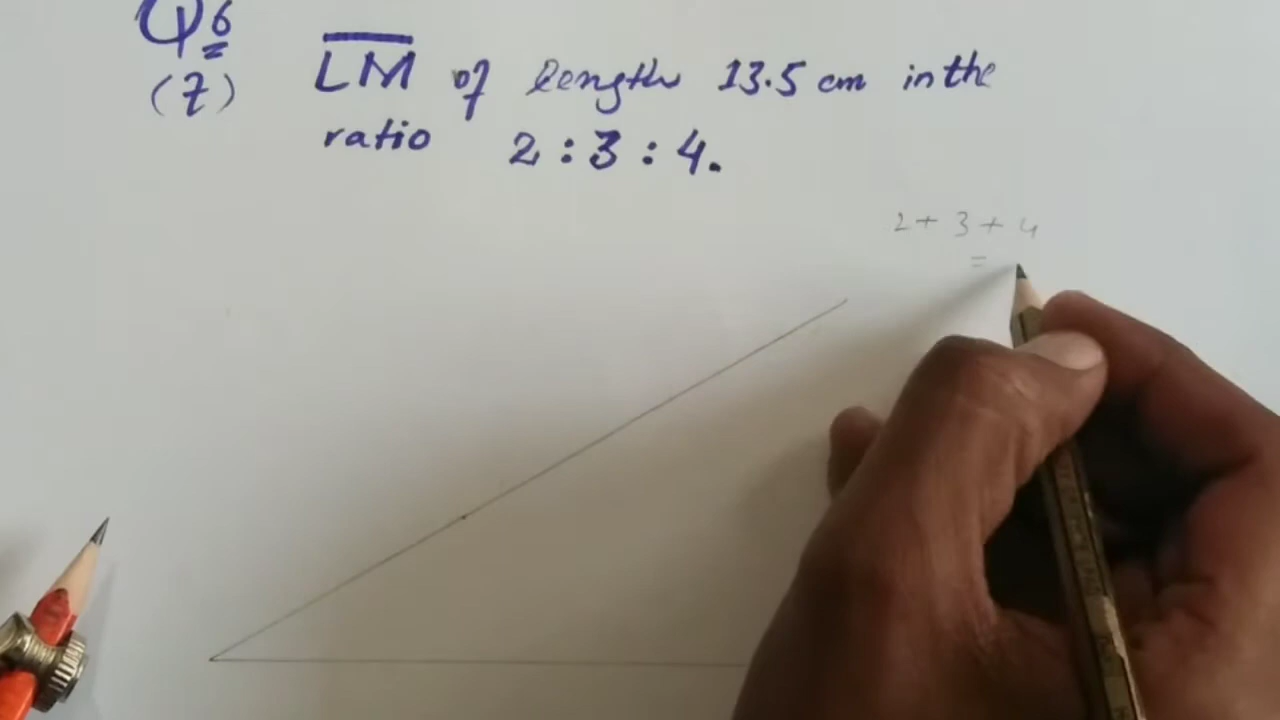 Q6
(7) LM of length 13.5 cm in the
ratio 2 : 3 : 4.
2 + 3 + 4
=